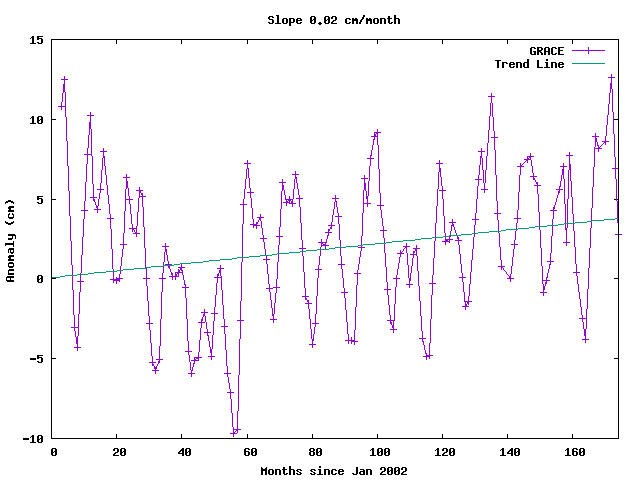 Slope 0.02 cm/month
15
GRACE
Trend Line
10
5
0
-5
-10
Anomaly (cm)
0 20 40 60 80 100 120 140 160
Months since Jan 2002